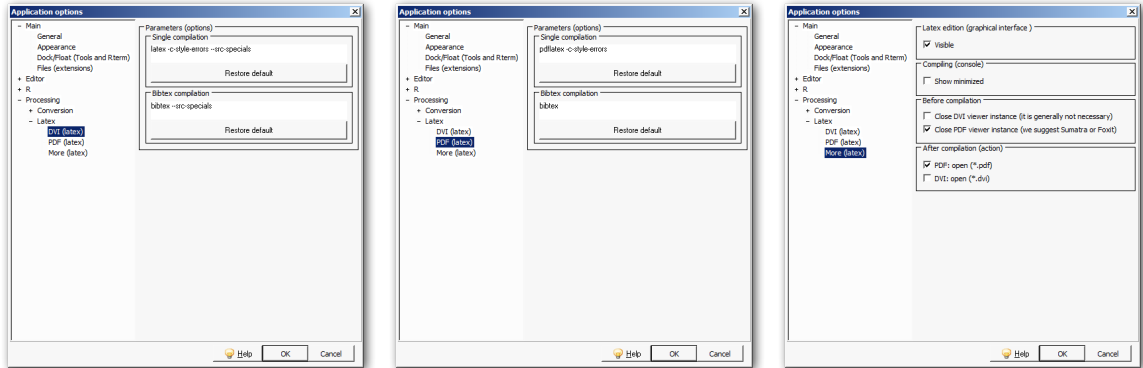 Application options
− Main
General
Appearance
Dock/Float (Tools and Rterm)
Files (extensions)
+ Editor
+ R
− Processing
+ Conversion
− Latex
DVI (latex)
PDF (latex)
More (latex)
Parameters (options)
Single compilation
latex -c-style-errors --src-specials
Restore default
Bibtex compilation
bibtex --src-specials
Restore default
Help
OK
Cancel
Application options
− Main
General
Appearance
Dock/Float (Tools and Rterm)
Files (extensions)
+ Editor
+ R
− Processing
+ Conversion
− Latex
DVI (latex)
PDF (latex)
More (latex)
Parameters (options)
Single compilation
pdflatex -c-style-errors
Restore default
Bibtex compilation
bibtex
Restore default
Help
OK
Cancel
Application options
− Main
General
Appearance
Dock/Float (Tools and Rterm)
Files (extensions)
+ Editor
+ R
− Processing
+ Conversion
− Latex
DVI (latex)
PDF (latex)
More (latex)
Latex edition (graphical interface )
Visible
Compiling (console)
Show minimized
Before compilation
Close DVI viewer instance (it is generally not necessary)
Close PDF viewer instance (we suggest Sumatra or Foxit)
After compilation (action)
PDF: open (*.pdf)
DVI: open (*.dvi)
Help
OK
Cancel